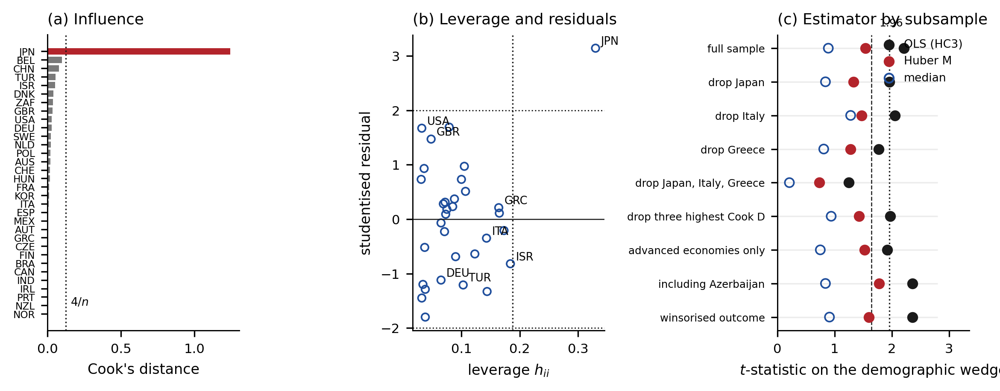 (a) Influence
JPN
BEL
CHN
TUR
ISR
DNK
ZAF
GBR
USA
DEU
SWE
NLD
POL
AUS
CHE
HUN
FRA
KOR
ITA
ESP
MEX
AUT
GRC
CZE
FIN
BRA
CAN
IND
IRL
PRT
NZL
NOR
4/n
0.0 0.5 1.0
Cook's distance
(b) Leverage and residuals
studentised residual
3
2
1
0
−1
−2
JPN
USA
GBR
GRC
ITA
ISR
DEU
TUR
0.1 0.2 0.3
leverage hii
(c) Estimator by subsample
1.96
OLS (HC3)
Huber M
median
full sample
drop Japan
drop Italy
drop Greece
drop Japan, Italy, Greece
drop three highest Cook D
advanced economies only
including Azerbaijan
winsorised outcome
0 1 2 3
t-statistic on the demographic wedge